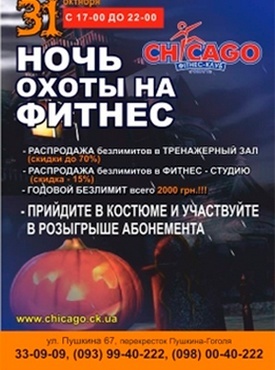 31 октября
С 17-00 ДО 22-00
CHICAGO
ФИТНЕС-КЛУБ
НОЧЬ
ОХОТЫ НА
ФИТНЕС
- РАСПРОДАЖА безлимитов в ТРЕНАЖЕРНЫЙ ЗАЛ
(скидки до 70%)
- РАСПРОДАЖА безлимитов в ФИТНЕС - СТУДИЮ
(скидка - 15%)
- ГОДОВОЙ БЕЗЛИМИТ всего 2000 грн.!!!
- ПРИЙДИТЕ В КОСТЮМЕ И УЧАСТВУЙТЕ
В РОЗЫГРЫШЕ АБОНЕМЕНТА
www.chicago.ck.ua
ул. Пушкина 67, перекресток Пушкина-Гоголя
33-09-09, (093) 99-40-222, (098) 00-40-222